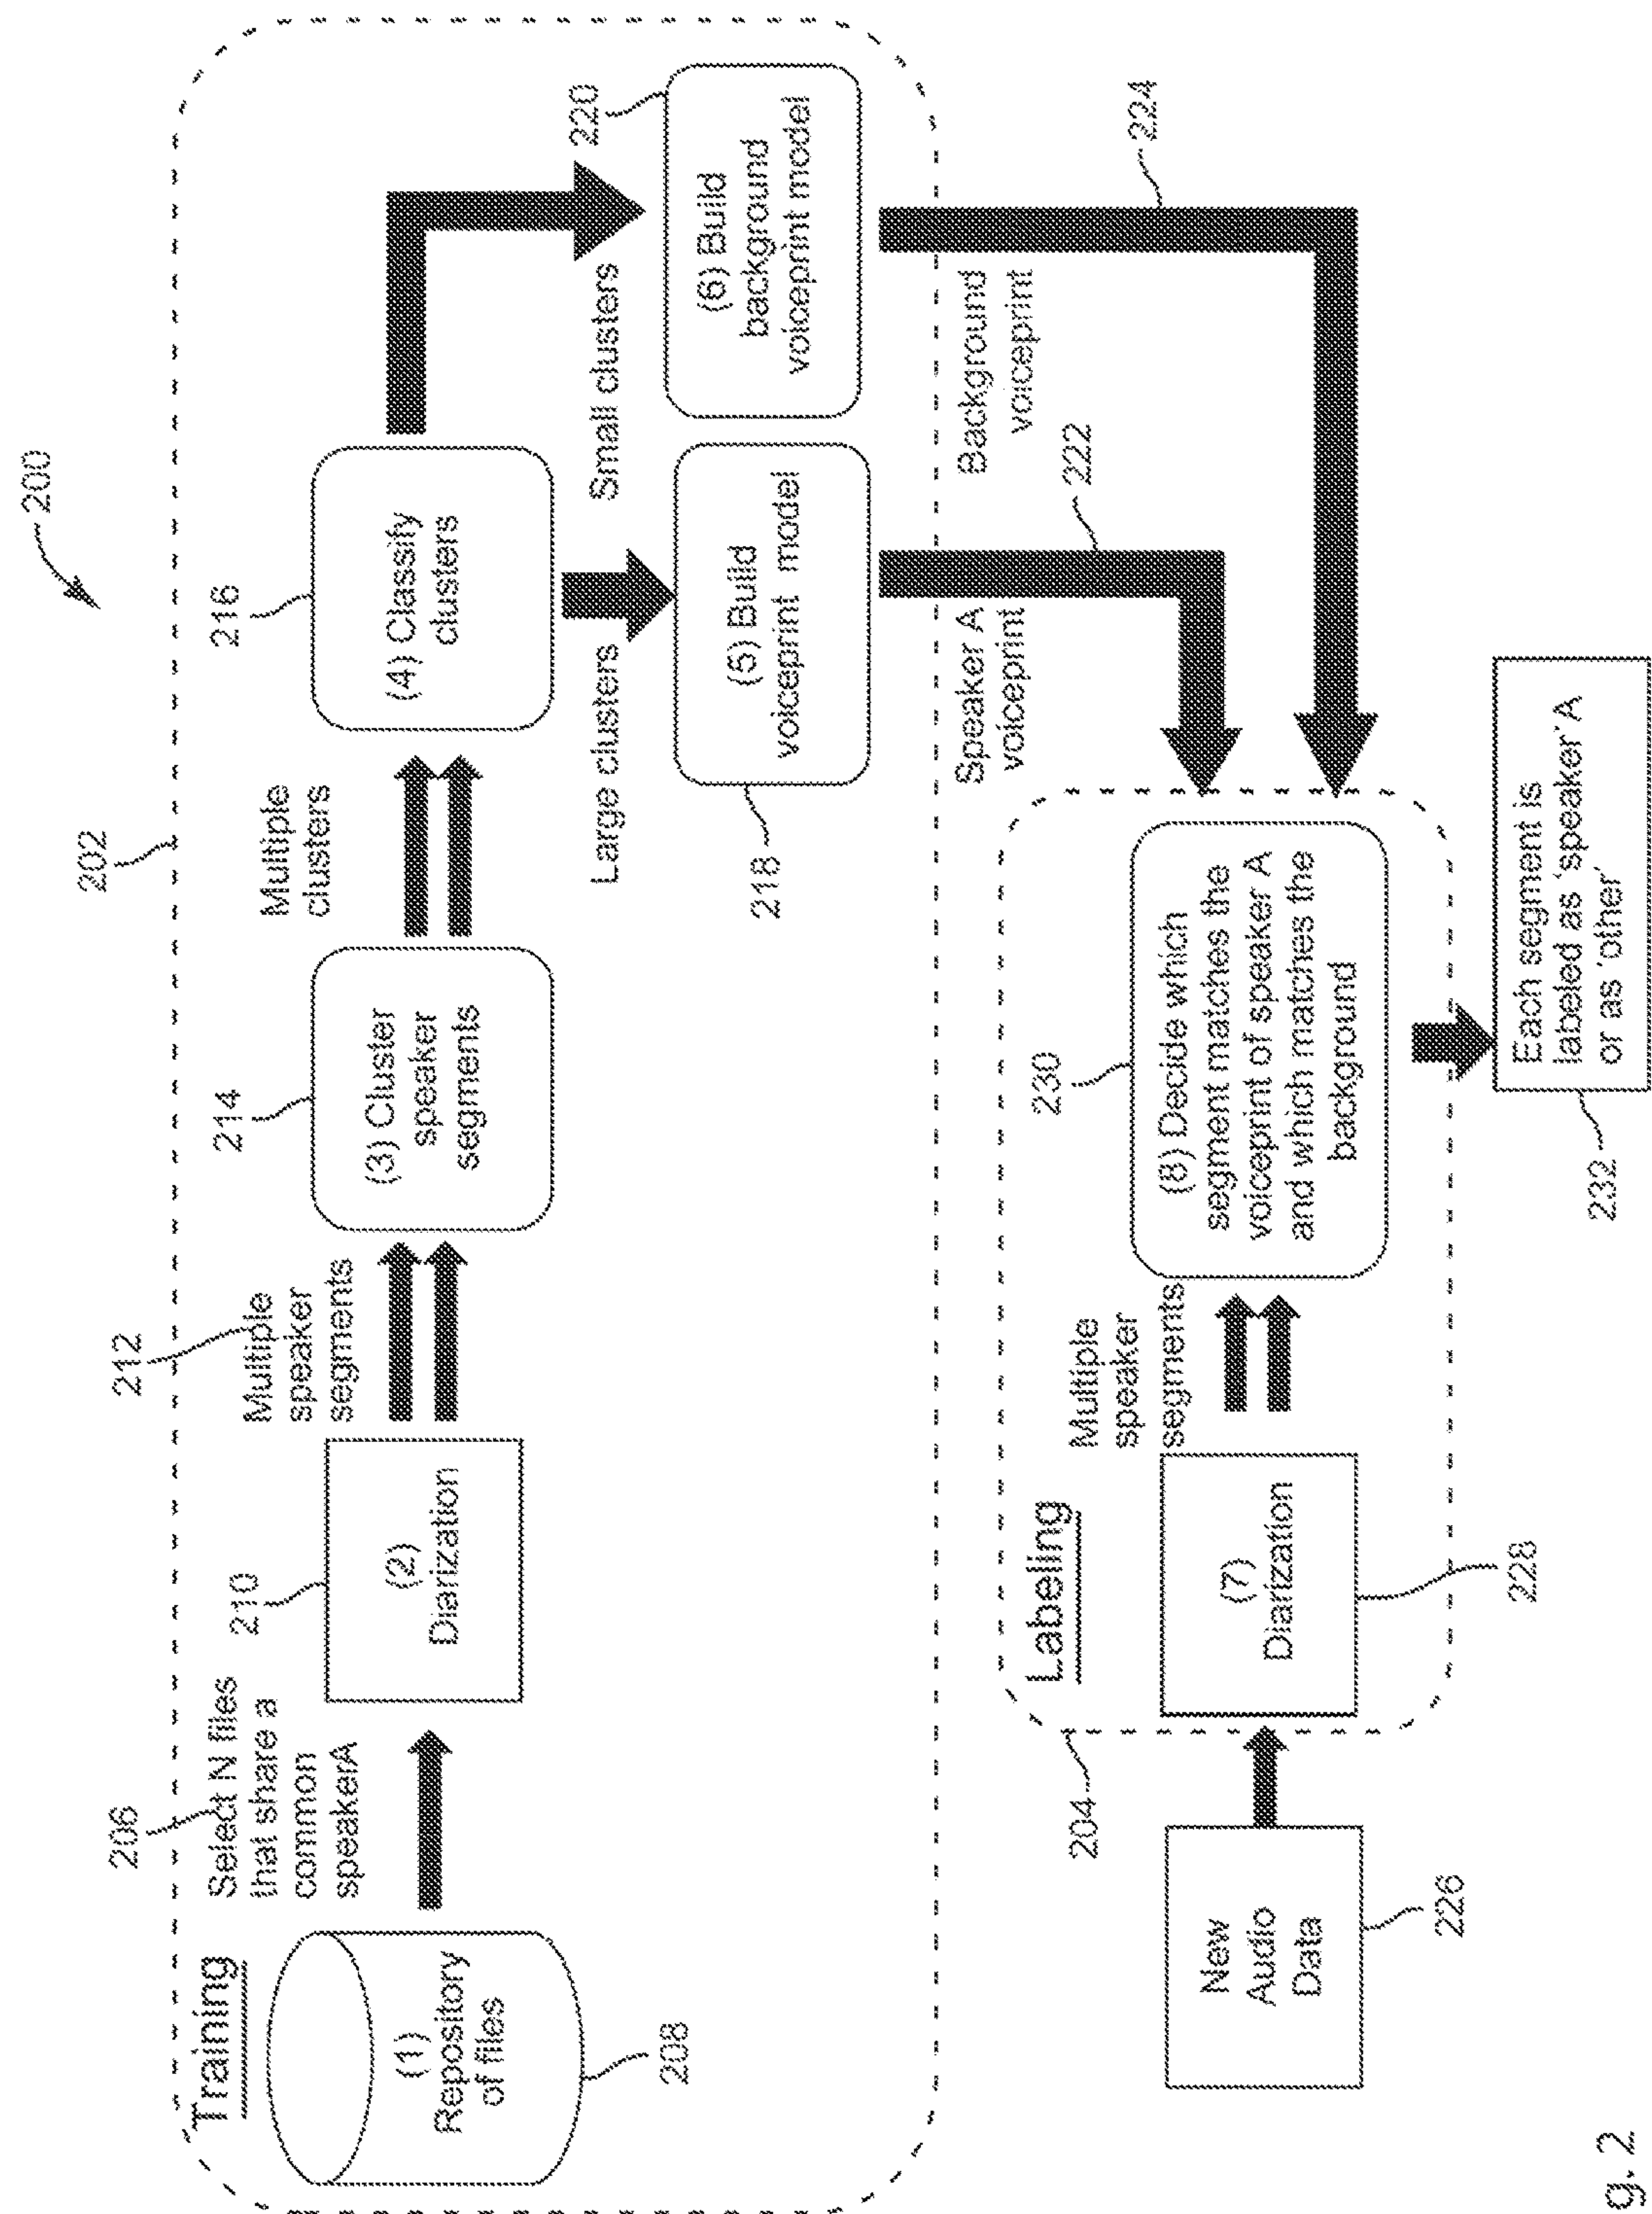 200
202
Training
206
Select N files
that share a
common
speakerA
(1)
Repository
of files
208
210
(2)
Diarization
212
Multiple
speaker
segments
214
(3) Cluster
speaker
segments
Multiple
clusters
216
(4) Classify
clusters
Large clusters
Small clusters
218
(5) Build
voiceprint model
220
(6) Build
background
voiceprint model
Speaker A
voiceprint
222
Background
voiceprint
224
204
Labeling
New
Audio
Data
226
(7)
Diarization
228
Multiple
speaker
segments
230
(8) Decide which
segment matches the
voiceprint of speaker A
and which matches the
background
Each segment is
labeled as 'speaker' A
or as 'other'
232
g. 2